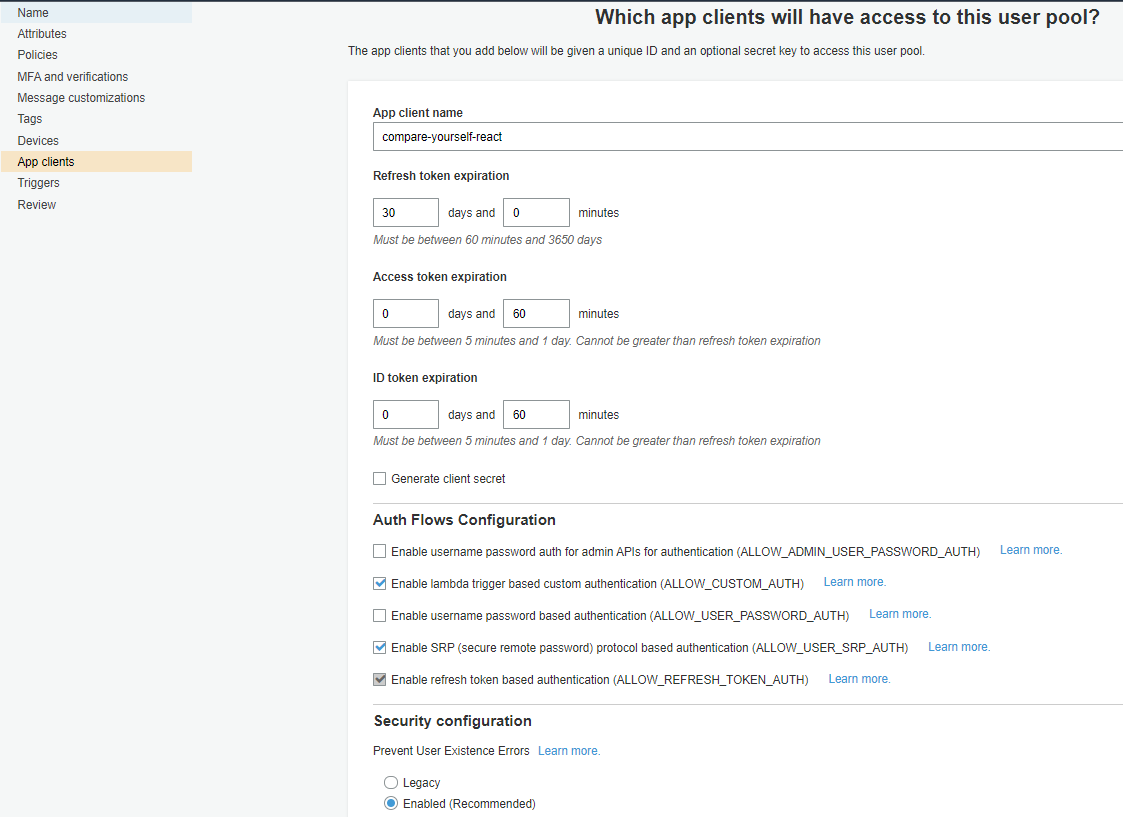 Name
Attributes
Policies
MFA and verifications
Message customizations
Tags
Devices
App clients
Triggers
Review
Which app clients will have access to this user pool?
The app clients that you add below will be given a unique ID and an optional secret key to access this user pool.
App client name
compare-yourself-react
Refresh token expiration
30 days and 0 minutes
Must be between 60 minutes and 3650 days
Access token expiration
0 days and 60 minutes
Must be between 5 minutes and 1 day. Cannot be greater than refresh token expiration
ID token expiration
0 days and 60 minutes
Must be between 5 minutes and 1 day. Cannot be greater than refresh token expiration
Generate client secret
Auth Flows Configuration
Enable username password auth for admin APIs for authentication (ALLOW_ADMIN_USER_PASSWORD_AUTH) Learn more.
Enable lambda trigger based custom authentication (ALLOW_CUSTOM_AUTH) Learn more.
Enable username password based authentication (ALLOW_USER_PASSWORD_AUTH) Learn more.
Enable SRP (secure remote password) protocol based authentication (ALLOW_USER_SRP_AUTH) Learn more.
Enable refresh token based authentication (ALLOW_REFRESH_TOKEN_AUTH) Learn more.
Security configuration
Prevent User Existence Errors Learn more.
Legacy
Enabled (Recommended)